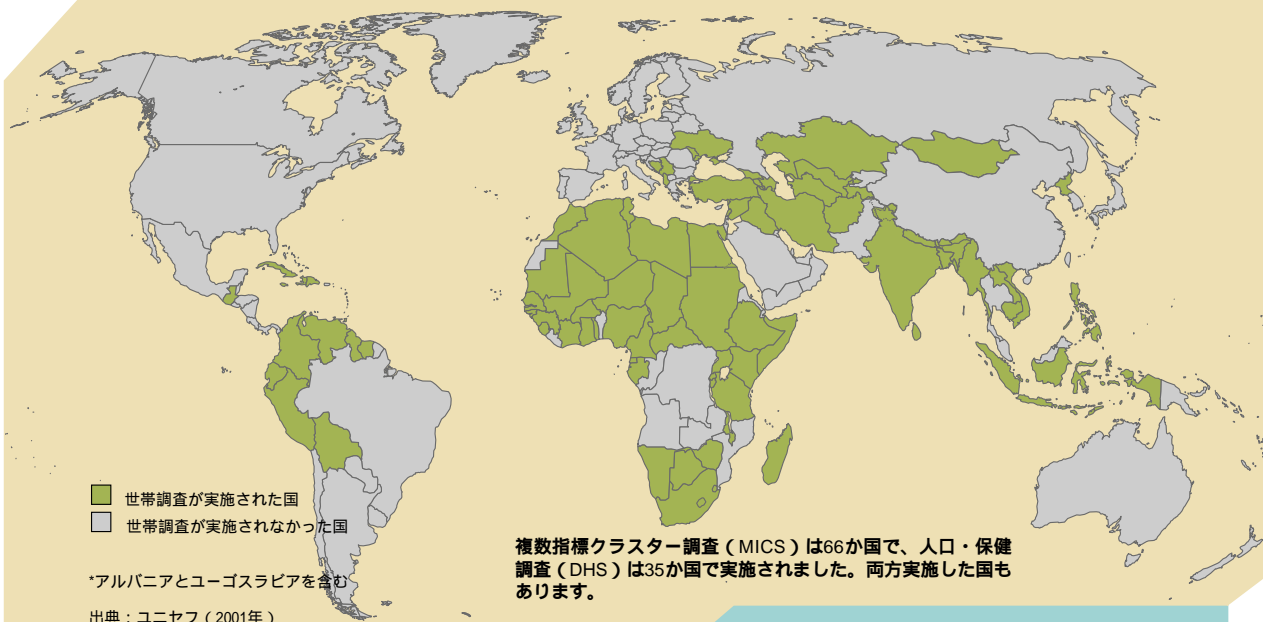 世帯調査が実施された国
世帯調査が実施されなかった国
*アルバニアとユーゴスラビアを含む
出典：ユニセフ（2001年）
複数指標クラスター調査（MICS）は66か国で、人口・保健
調査（DHS）は35か国で実施されました。両方実施した国も
あります。